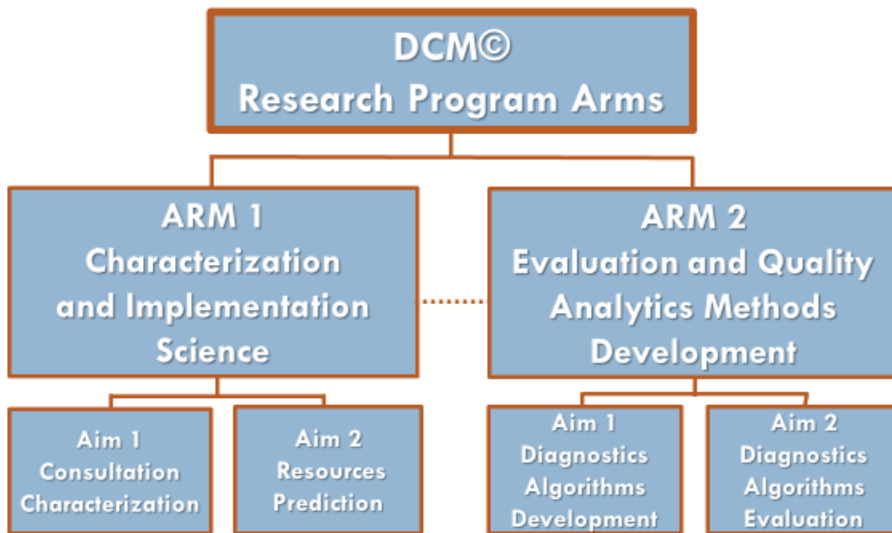 DCM©
Research Program Arms
ARM 1
Characterization
and Implementation
Science
ARM 2
Evaluation and Quality
Analytics Methods
Development
Aim 1
Consultation
Characterization
Aim 2
Resources
Prediction
Aim 1
Diagnostics
Algorithms
Development
Aim 2
Diagnostics
Algorithms
Evaluation